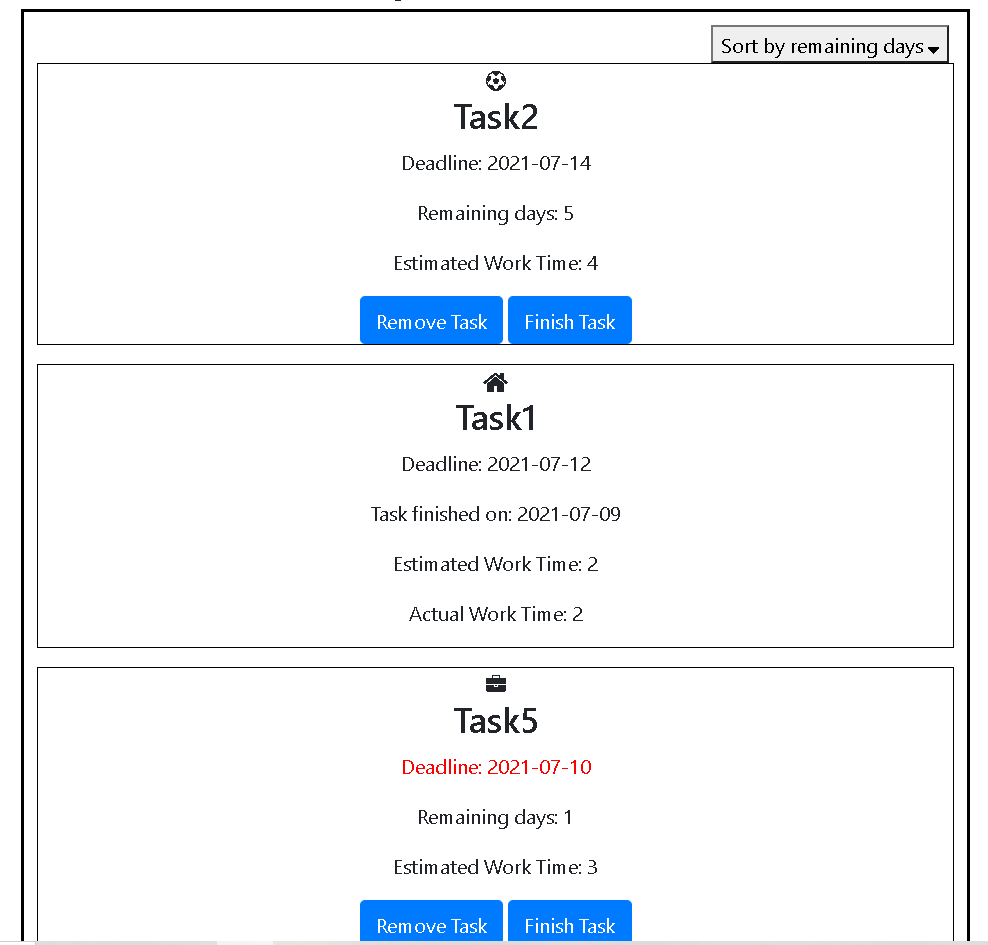 Sort by remaining days
Task2
Deadline: 2021-07-14
Remaining days: 5
Estimated Work Time: 4
Remove Task Finish Task
Task1
Deadline: 2021-07-12
Task finished on: 2021-07-09
Estimated Work Time: 2
Actual Work Time: 2
Task5
Deadline: 2021-07-10
Remaining days: 1
Estimated Work Time: 3
Remove Task Finish Task